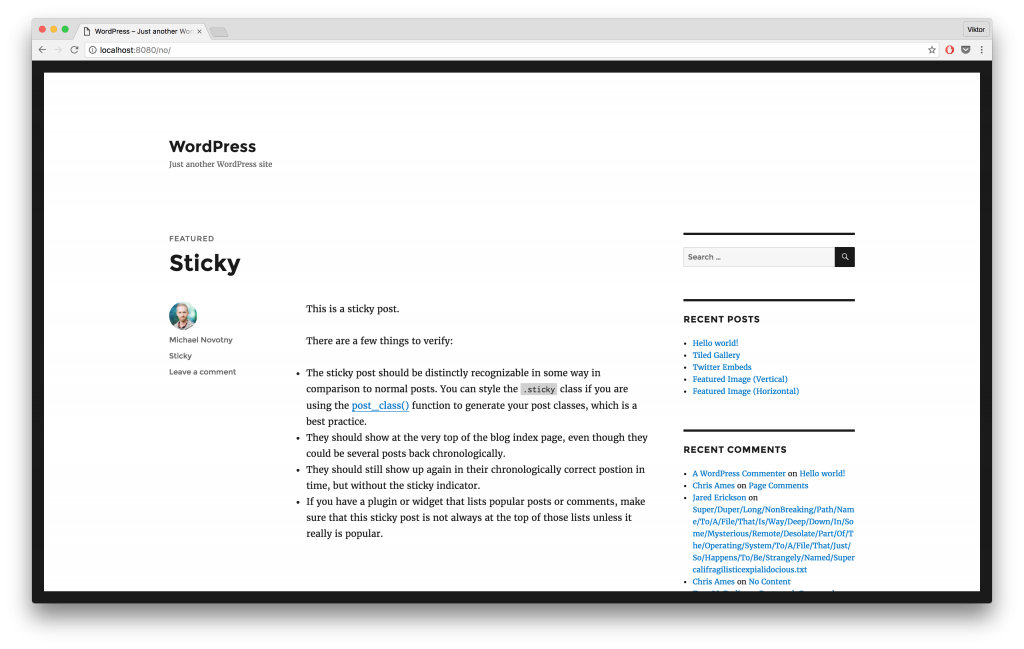 WordPress – Just another Wo
Viktor
localhost:8080/no/
WordPress
Just another WordPress site
FEATURED
Sticky
Michael Novotny
Sticky
Leave a comment
This is a sticky post.
There are a few things to verify:
• The sticky post should be distinctly recognizable in some way in
comparison to normal posts. You can style the .sticky class if you are
using the post_class() function to generate your post classes, which is a
best practice.
• They should show at the very top of the blog index page, even though they
could be several posts back chronologically.
• They should still show up again in their chronologically correct postion in
time, but without the sticky indicator.
• If you have a plugin or widget that lists popular posts or comments, make
sure that this sticky post is not always at the top of those lists unless it
really is popular.
Search …
RECENT POSTS
• Hello world!
• Tiled Gallery
• Twitter Embeds
• Featured Image (Vertical)
• Featured Image (Horizontal)
RECENT COMMENTS
• A WordPress Commenter on Hello world!
• Chris Ames on Page Comments
• Jared Erickson on
Super/Duper/Long/NonBreaking/Path/Nam
e/To/A/File/That/Is/Way/Deep/Down/In/So
me/Mysterious/Remote/Desolate/Part/Of/T
he/Operating/System/To/A/File/That/Just/
So/Happens/To/Be/Strangely/Named/Super
califragilisticexpialidocious.txt
• Chris Ames on No Content